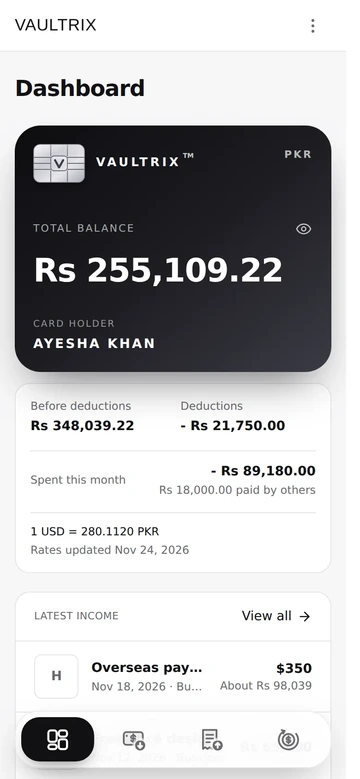 VAULTRIX
Dashboard
V
VAULTRIX™
PKR
TOTAL BALANCE
Rs 255,109.22
CARD HOLDER
AYESHA KHAN
Before deductions
Deductions
Rs 348,039.22
- Rs 21,750.00
Spent this month
- Rs 89,180.00
Rs 18,000.00 paid by others
1 USD = 280.1120 PKR
Rates updated Nov 24, 2026
LATEST INCOME
View all →
H
Overseas pay...
$350
Nov 18, 2026 · Bu...
About Rs 98,039